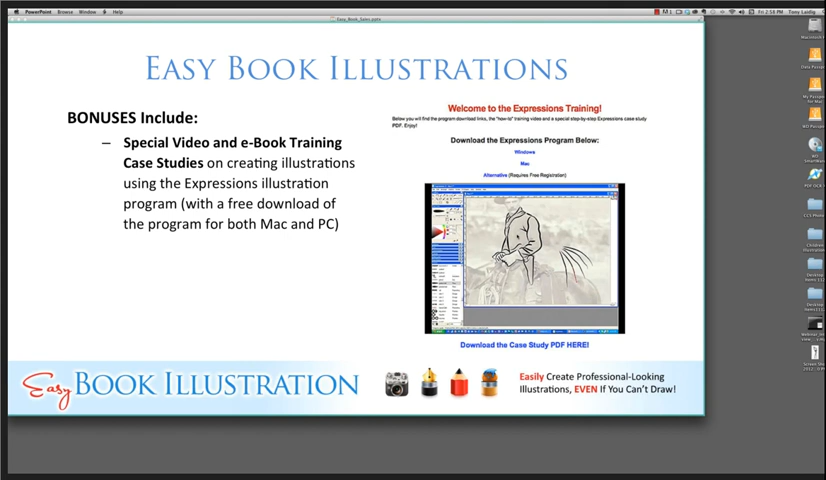 PowerPoint Browse Window Help
Fri 2:58 PM Tony Laidig
Easy_Book_Sales.pptx
EASY BOOK ILLUSTRATIONS
BONUSES Include:
– Special Video and e-Book Training
Case Studies on creating illustrations
using the Expressions illustration
program (with a free download of
the program for both Mac and PC)
Welcome to the Expressions Training!
Below you will find the program download links, the "how-to" training video and a special step-by-step Expressions case study
PDF. Enjoy!
Download the Expressions Program Below:
Windows
Mac
Alternative (Requires Free Registration)
Download the Case Study PDF HERE!
Easy BOOK ILLUSTRATION
Easily Create Professional-Looking
Illustrations, EVEN If You Can't Draw!